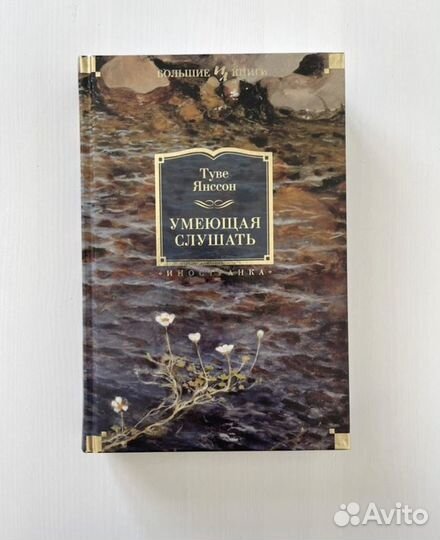 БОЛЬШИЕ КНИГИ
Туве
Янссон
УМЕЮЩАЯ
СЛУШАТЬ
«ИНОСТРАНКА»
Avito